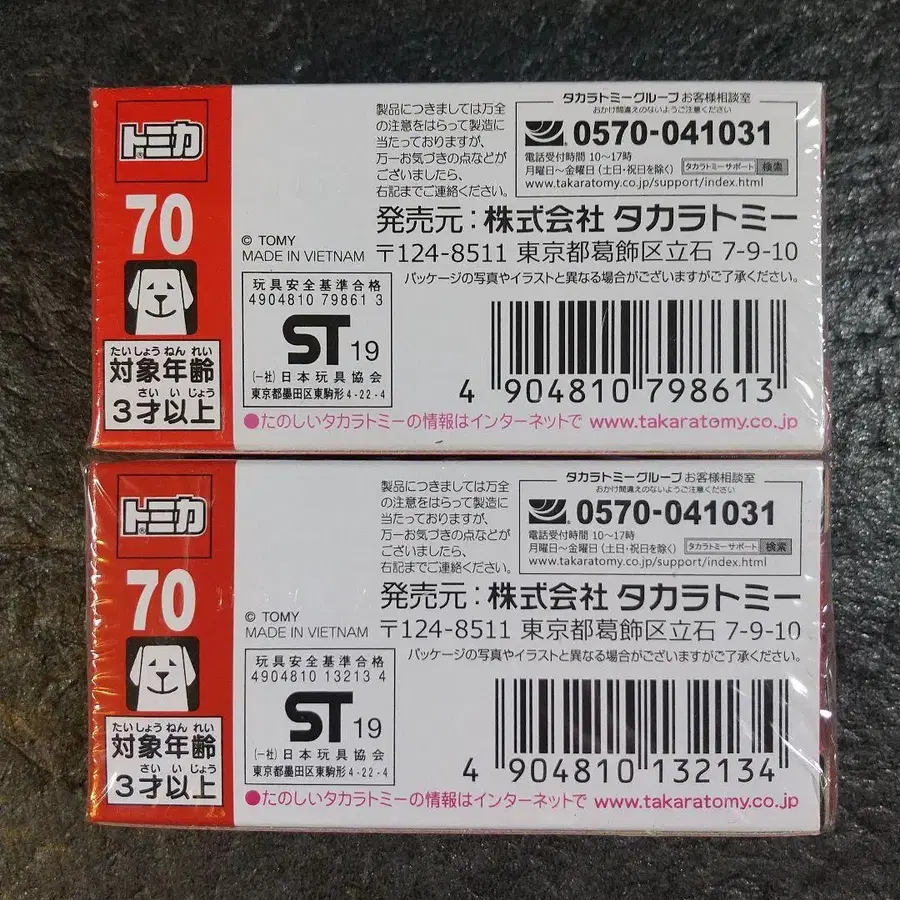 トミカ
70
たいしょうねんれい
対象年齢
さいいじょう
3才以上
製品につきましては万全
の注意をはらって製造に
当たっておりますが、
万一お気づきの点などが
ございましたら、
右記までご連絡ください。
タカラトミーグループ お客様相談室
おかけ間違えのないようご注意ください
0570-041031
電話受付時間 10〜17時
月曜日〜金曜日(土日・祝日を除く) タカラトミーサポート 検索
www.takaratomy.co.jp/support/index.html
発売元:株式会社 タカラトミー
〒124-8511 東京都葛飾区立石 7-9-10
パッケージの写真やイラストと異なる場合がございますがご了承ください。
© TOMY
MADE IN VIETNAM
玩具安全基準合格
4904810 79861 3
ST 19
(一社)日本玩具協会
東京都墨田区東駒形4-22-4
4 904810 798613
●たのしいタカラトミーの情報はインターネットで www.takaratomy.co.jp
トミカ
70
たいしょうねんれい
対象年齢
さいいじょう
3才以上
製品につきましては万全
の注意をはらって製造に
当たっておりますが、
万一お気づきの点などが
ございましたら、
右記までご連絡ください。
タカラトミーグループ お客様相談室
おかけ間違えのないようご注意ください
0570-041031
電話受付時間 10〜17時
月曜日〜金曜日(土日・祝日を除く) タカラトミーサポート 検索
www.takaratomy.co.jp/support/index.html
発売元:株式会社 タカラトミー
〒124-8511 東京都葛飾区立石 7-9-10
パッケージの写真やイラストと異なる場合がございますがご了承ください。
© TOMY
MADE IN VIETNAM
玩具安全基準合格
4904810 13213 4
ST 19
(一社)日本玩具協会
東京都墨田区東駒形4-22-4
4 904810 132134
●たのしいタカラトミーの情報はインターネットで www.takaratomy.co.jp